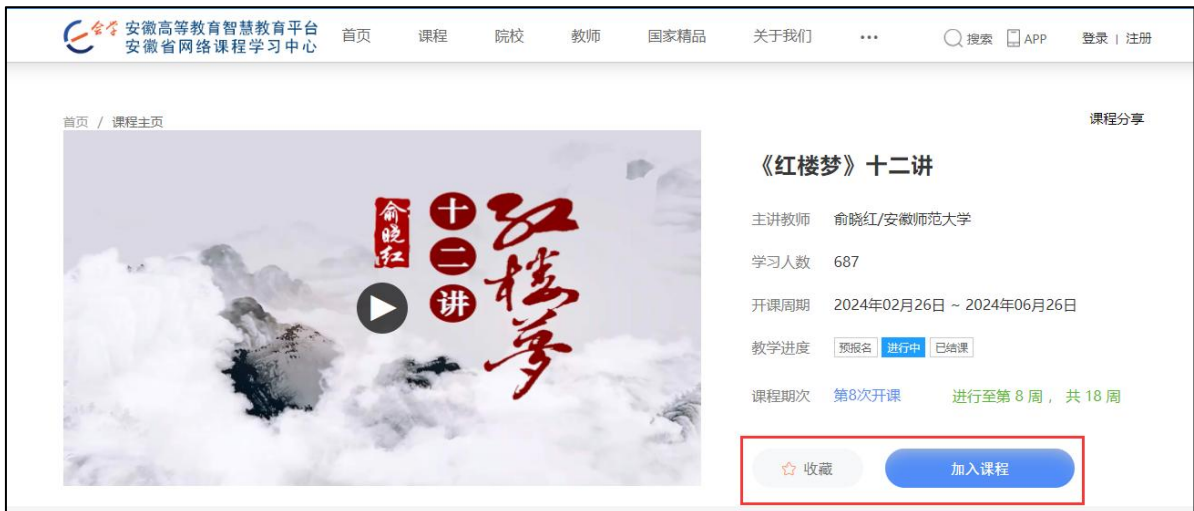 会学 安徽高等教育智慧教育平台
安徽省网络课程学习中心
首页 课程 院校 教师 国家精品 关于我们 ••• 搜索 APP 登录 | 注册
首页 / 课程主页
课程分享
俞晓红
十二讲
红楼梦
《红楼梦》十二讲
主讲教师 俞晓红/安徽师范大学
学习人数 687
开课周期 2024年02月26日 ~ 2024年06月26日
教学进度 预报名 进行中 已结课
课程期次 第8次开课 进行至第 8 周， 共 18 周
收藏 加入课程